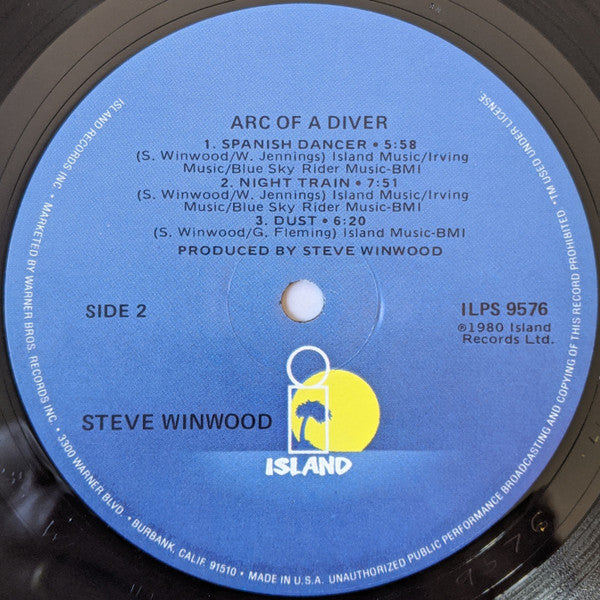 ARC OF A DIVER
1. SPANISH DANCER • 5:58
(S. Winwood/W. Jennings) Island Music/Irving
Music/Blue Sky Rider Music-BMI
2. NIGHT TRAIN • 7:51
(S. Winwood/W. Jennings) Island Music/Irving
Music/Blue Sky Rider Music-BMI
3. DUST • 6:20
(S. Winwood/G. Fleming) Island Music-BMI
PRODUCED BY STEVE WINWOOD
SIDE 2
ILPS 9576
℗1980 Island
Records Ltd.
STEVE WINWOOD
ISLAND
ISLAND RECORDS INC. • MARKETED BY WARNER BROS. RECORDS INC. • 3300 WARNER BLVD. • BURBANK, CALIF. 91510 • MADE IN U.S.A. UNAUTHORIZED PUBLIC PERFORMANCE BROADCASTING AND COPYING OF THIS RECORD PROHIBITED. •TM USED UNDER LICENSE.